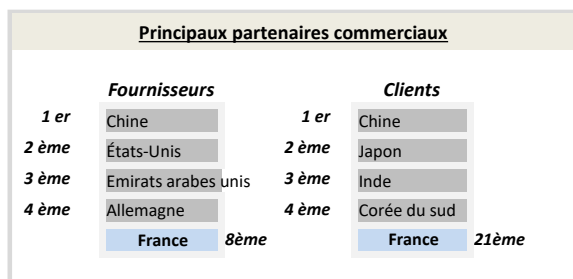 Principaux partenaires commerciaux
Fournisseurs Clients
1 er Chine 1 er Chine
2 ème États-Unis 2 ème Japon
3 ème Emirats arabes unis 3 ème Inde
4 ème Allemagne 4 ème Corée du sud
France 8ème France 21ème